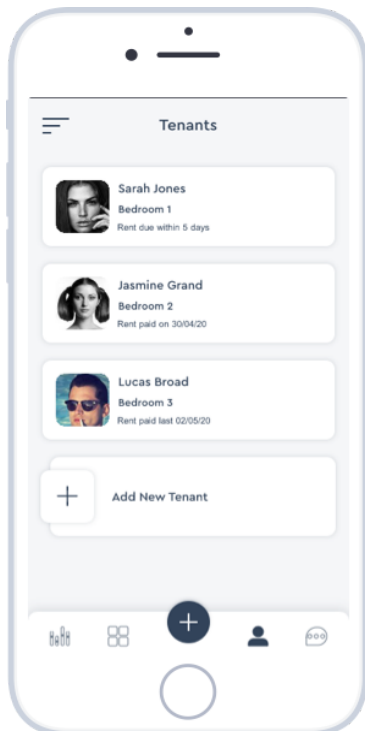 Tenants
Sarah Jones
Bedroom 1
Rent due within 5 days
Jasmine Grand
Bedroom 2
Rent paid on 30/04/20
Lucas Broad
Bedroom 3
Rent paid last 02/05/20
Add New Tenant